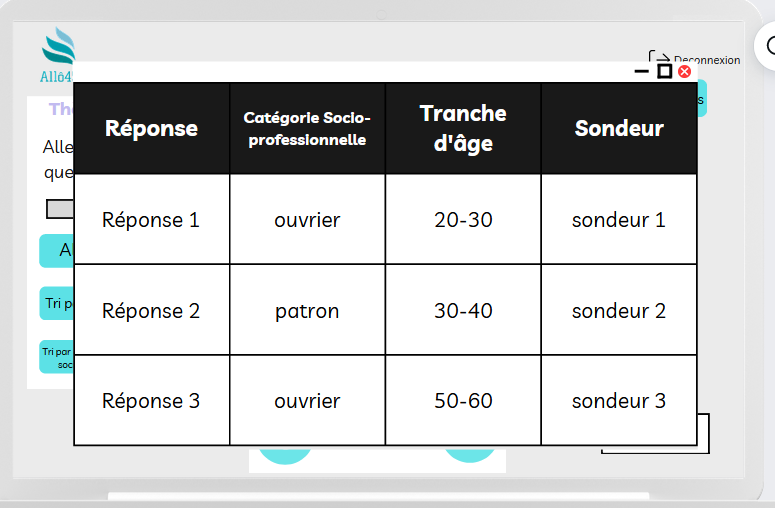 Allô4
Deconnexion
Th
Alle
que
Al
Tri p
Tri par
soc
s
Réponse
Catégorie Socio-
professionnelle
Tranche
d'âge
Sondeur
Réponse 1
ouvrier
20-30
sondeur 1
Réponse 2
patron
30-40
sondeur 2
Réponse 3
ouvrier
50-60
sondeur 3